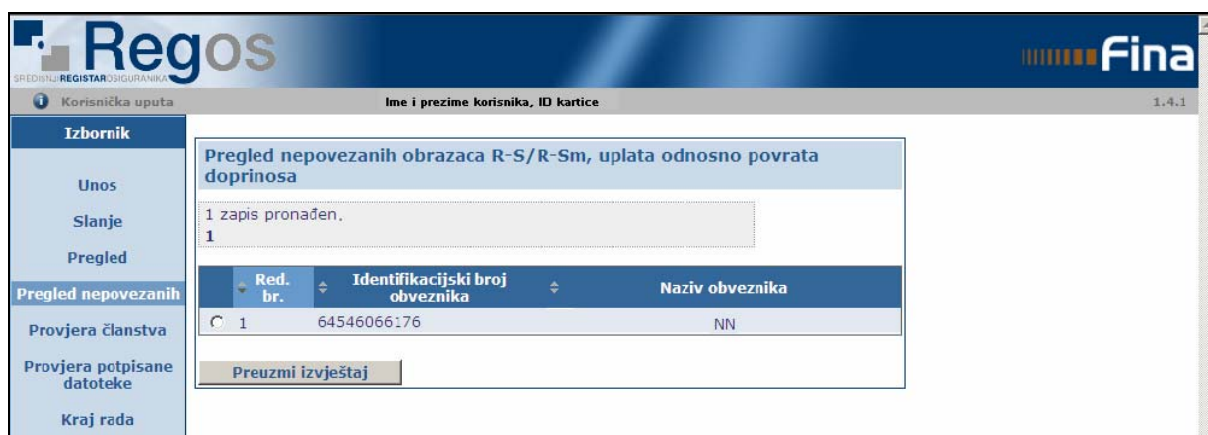 Regos
SREDIŠNJI REGISTAR OSIGURANIKA
Fina
Korisnička uputa
Ime i prezime korisnika, ID kartice
1.4.1
Izbornik
Unos
Slanje
Pregled
Pregled nepovezanih
Provjera članstva
Provjera potpisane
datoteke
Kraj rada
Pregled nepovezanih obrazaca R-S/R-Sm, uplata odnosno povrata
doprinosa
1 zapis pronađen.
1
Red.
br.
Identifikacijski broj
obveznika
Naziv obveznika
1 64546066176 NN
Preuzmi izvještaj